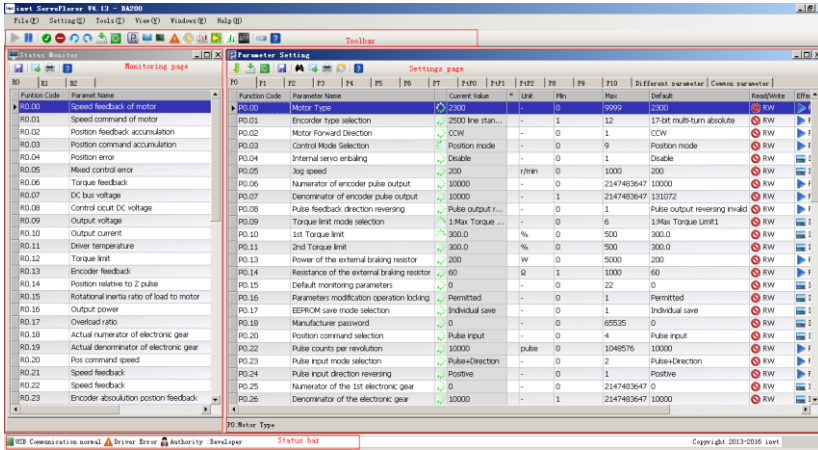 invt ServoPlorer V4.13 - DA200
File(F) Setting(S) Tools(T) View(V) Windows(W) Help(H)
Toolbar
Status Monitor
Monitoring page
R0 R1 R2
Funtion Code Paramet Name
R0.00 Speed feedback of motor
R0.01 Speed command of motor
R0.02 Position feedback accumulation
R0.03 Position command accumulation
R0.04 Position error
R0.05 Mixed control error
R0.06 Torque feedback
R0.07 DC bus voltage
R0.08 Control cicuit DC voltage
R0.09 Output voltage
R0.10 Output current
R0.11 Driver temperature
R0.12 Torque limit
R0.13 Encoder feedback
R0.14 Position relative to Z pulse
R0.15 Rotational inertia ratio of load to motor
R0.16 Output power
R0.17 Overload ratio
R0.18 Actual numerator of electronic gear
R0.19 Actual denorminator of electronic gear
R0.20 Pos command speed
R0.21 Speed feedback
R0.22 Speed feedback
R0.23 Encoder absoulution postion feedback
Parameter Setting
Settings page
P0 P1 P2 P3 P4 P5 P6 P7 PtP0 PtP1 PtP2 P8 P9 P10 Different parameter Common parameter
Function Code Parameter Name Current Value * Unit Min Max Default Read/Write Effe
P0.00 Motor Type 2300 - 0 9999 2300 RW
P0.01 Encorder type selection 2500 line stan... - 1 12 17-bit multi-turn absolute RW
P0.02 Motor Forward Direction CCW - 0 1 CCW RW
P0.03 Control Mode Selection Position mode - 0 9 Position mode RW
P0.04 Internal servo enbaling Disable - 0 1 Disable RW
P0.05 Jog speed 200 r/min 0 1000 200 RW
P0.06 Numerator of encoder pulse output 10000 - 0 2147483647 10000 RW
P0.07 Denominator of encoder pulse output 10000 - 1 2147483647 131072 RW
P0.08 Pulse feedback direction reversing Pulse output r... - 0 1 Pulse output reversing invalid RW
P0.09 Torque limit mode selection 1:Max Torque ... - 0 6 1:Max Torque Limit1 RW
P0.10 1st Torque limit 300.0 % 0 500 300.0 RW
P0.11 2nd Torque limit 300.0 % 0 500 300.0 RW
P0.13 Power of the external braking resistor 200 W 0 5000 200 RW
P0.14 Resistance of the external braking resistor 60 Ω 1 1000 60 RW
P0.15 Default monitoring parameters 0 - 0 22 0 RW
P0.16 Parameters modification operation locking Permitted - 0 1 Permitted RW
P0.17 EEPROM save mode selection Individual save - 0 1 Individual save RW
P0.18 Manufacturer password 0 - 0 65535 0 RW
P0.20 Position command selection Pulse input - 0 4 Pulse input RW
P0.22 Pulse counts per revolution 10000 pulse 0 1048576 10000 RW
P0.23 Pulse input mode selection Pulse+Direction - 0 2 Pulse+Direction RW
P0.24 Pulse input direction reversing Positive - 0 1 Postive RW
P0.25 Numerator of the 1st electronic gear 0 - 0 2147483647 0 RW
P0.26 Denominator of the electronic gear 10000 - 1 2147483647 10000 RW
P0:Motor Type
USB Communication normal Driver Error Authority :Developer
Status bar
Copyright 2013-2016 invt